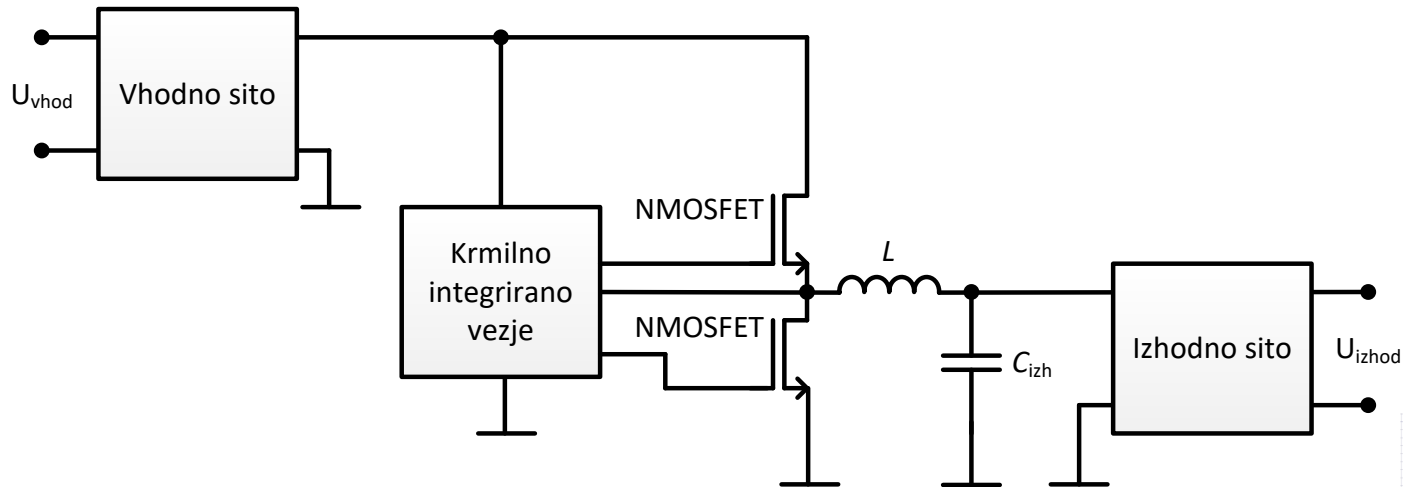 Vhodno sito
Uvhod
NMOSFET
Krmilno
integrirano
vezje
L
NMOSFET
Cizh
Izhodno sito
Uizhod